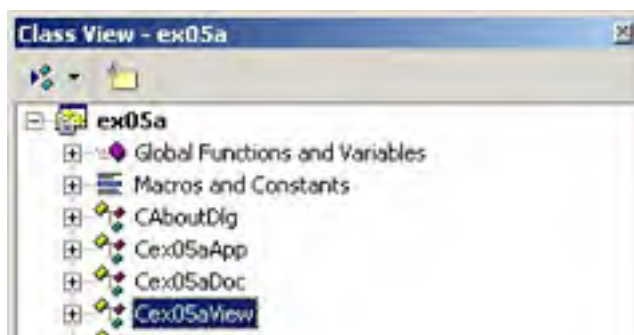 Class View - ex05a
ex05a
Global Functions and Variables
Macros and Constants
CAboutDlg
Cex05aApp
Cex05aDoc
Cex05aView